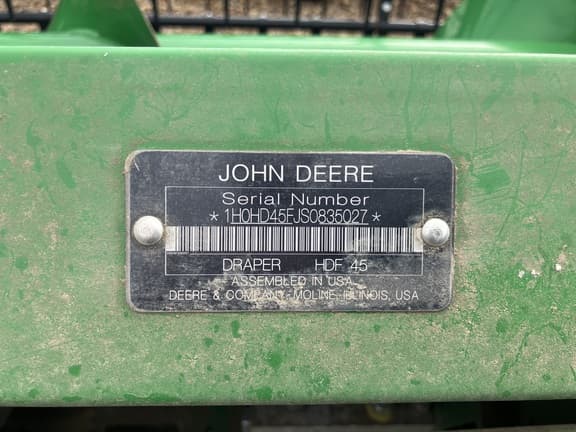 JOHN DEERE
Serial Number
*1H0HD45FJS0835027*
DRAPER HDF 45
ASSEMBLED IN USA
DEERE & COMPANY MOLINE, ILLINOIS, USA